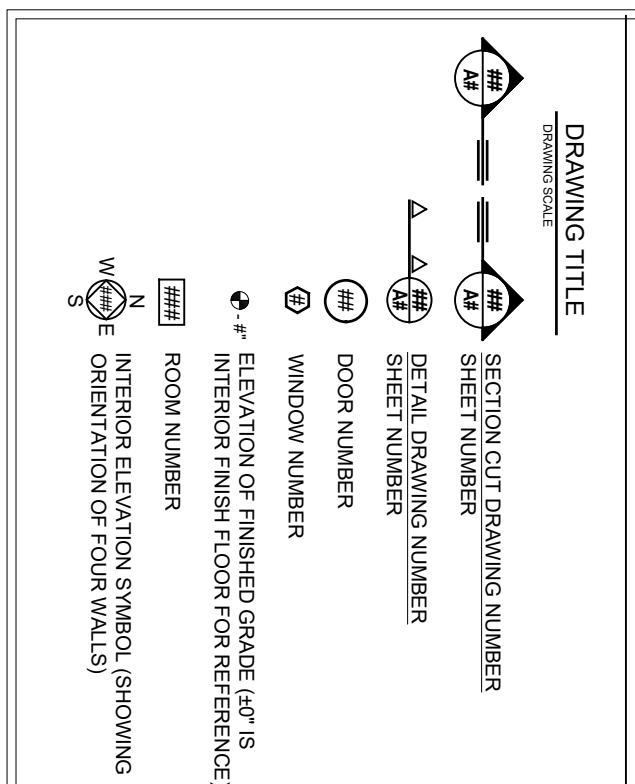 DRAWING TITLE
DRAWING SCALE
##
A#
##
A#
SECTION CUT DRAWING NUMBER
SHEET NUMBER
##
A#
DETAIL DRAWING NUMBER
SHEET NUMBER
##
DOOR NUMBER
#
WINDOW NUMBER
- #"
ELEVATION OF FINISHED GRADE (±0" IS
INTERIOR FINISH FLOOR FOR REFERENCE)
###
ROOM NUMBER
N
W
###
E
S
INTERIOR ELEVATION SYMBOL (SHOWING
ORIENTATION OF FOUR WALLS)